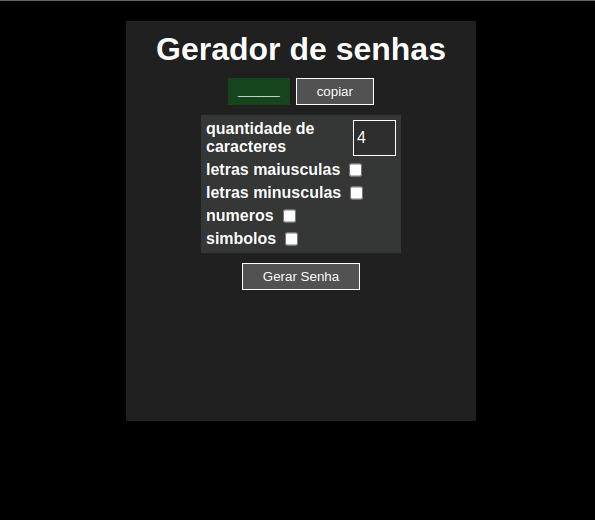 Gerador de senhas
______ copiar
quantidade de
caracteres 4
letras maiusculas
letras minusculas
numeros
simbolos
Gerar Senha